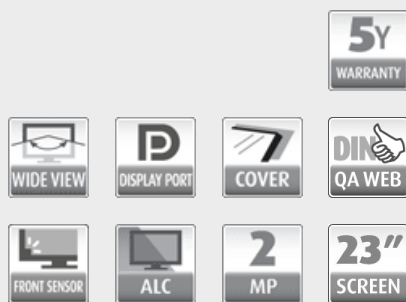 5Y
WARRANTY
WIDE VIEW
DISPLAY PORT
COVER
DIN
QA WEB
FRONT SENSOR
ALC
2
MP
23"
SCREEN